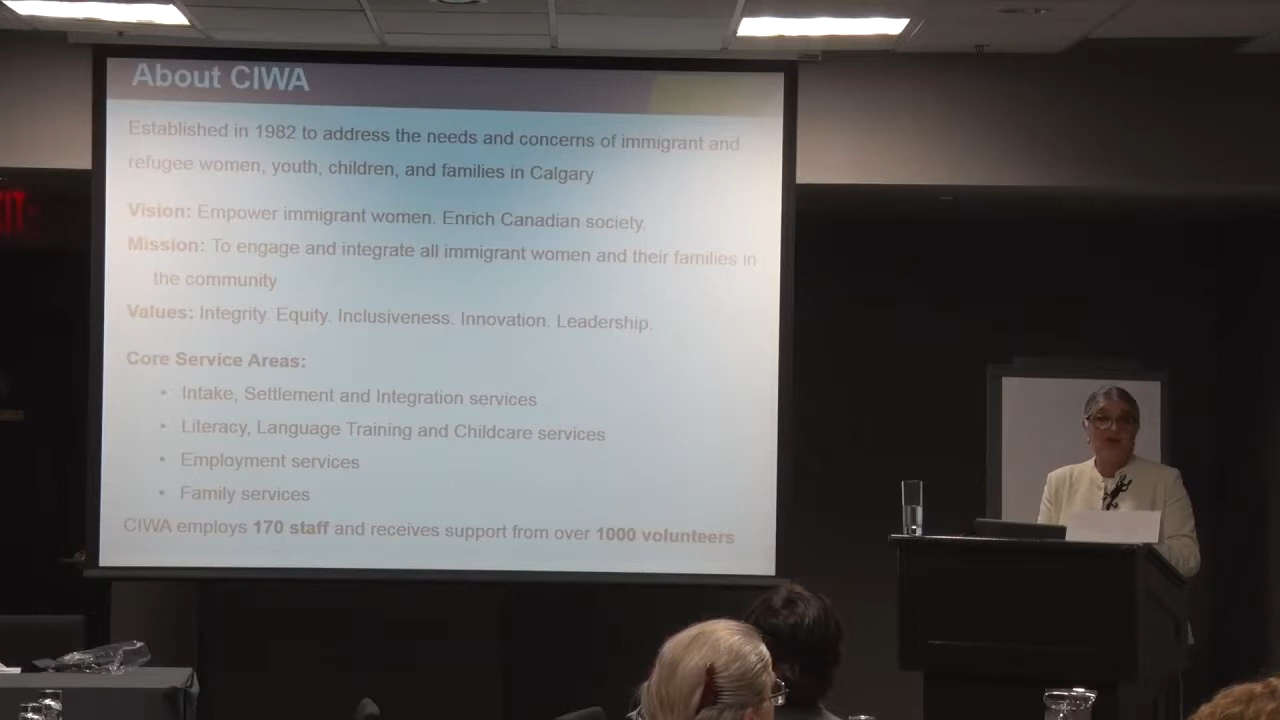 About CIWA
Established in 1982 to address the needs and concerns of immigrant and
refugee women, youth, children, and families in Calgary
Vision: Empower immigrant women. Enrich Canadian society.
Mission: To engage and integrate all immigrant women and their families in
the community
Values: Integrity. Equity. Inclusiveness. Innovation. Leadership.
Core Service Areas:
• Intake, Settlement and Integration services
• Literacy, Language Training and Childcare services
• Employment services
• Family services
CIWA employs 170 staff and receives support from over 1000 volunteers